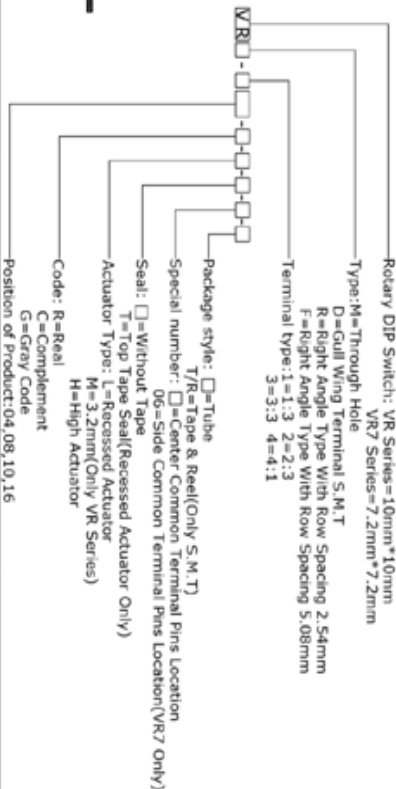 VR□-□□-□-□-□-□-□
Rotary DIP Switch: VR Series=10mm*10mm
VR7 Series=7.2mm*7.2mm
Type:M=Through Hole
D=Gull Wing Terminal S.M.T
R=Right Angle Type With Row Spacing 2.54mm
F=Right Angle Type With Row Spacing 5.08mm
Terminal type:1=1:3 2=2:3
3=3:3 4=4:1
Package style: □=Tube
T/R=Tape & Reel(Only S.M.T)
Special number: □=Center Common Terminal Pins Location
06=Side Common Terminal Pins Location(VR7 Only)
Seal: □=Without Tape
T=Top Tape Seal(Recessed Actuator Only)
Actuator Type: L=Recessed Actuator
M=3.2mm(Only VR Series)
H=High Actuator
Code: R=Real
C=Complement
G=Gray Code
Position of Product:04,08,10,16